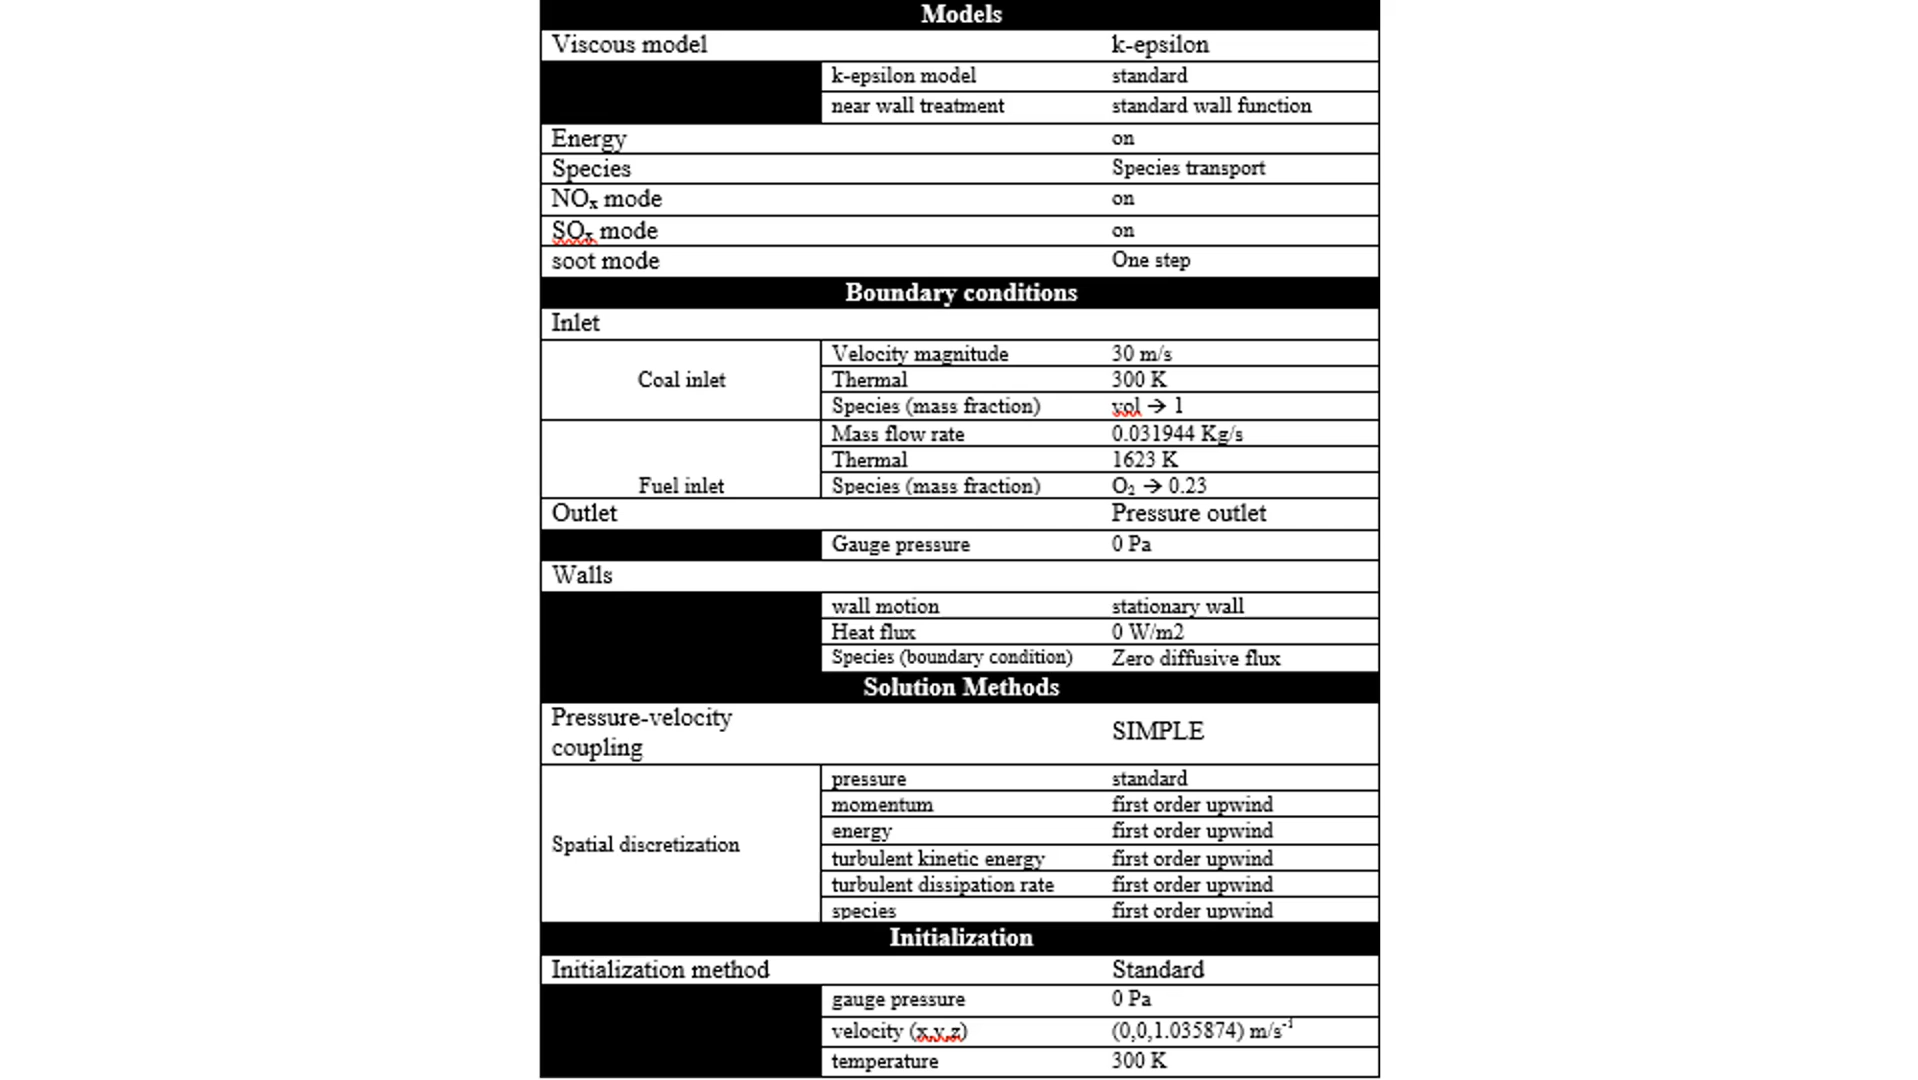 Models
Viscous model k-epsilon
k-epsilon model standard
near wall treatment standard wall function
Energy on
Species Species transport
NOₓ mode on
SOₓ mode on
soot mode One step
Boundary conditions
Inlet
Coal inlet
Velocity magnitude 30 m/s
Thermal 300 K
Species (mass fraction) vol → 1
Fuel inlet
Mass flow rate 0.031944 Kg/s
Thermal 1623 K
Species (mass fraction) O₂ → 0.23
Outlet Pressure outlet
Gauge pressure 0 Pa
Walls
wall motion stationary wall
Heat flux 0 W/m2
Species (boundary condition) Zero diffusive flux
Solution Methods
Pressure-velocity
coupling
SIMPLE
Spatial discretization
pressure standard
momentum first order upwind
energy first order upwind
turbulent kinetic energy first order upwind
turbulent dissipation rate first order upwind
species first order upwind
Initialization
Initialization method Standard
gauge pressure 0 Pa
velocity (x,y,z) (0,0,1.035874) m/s⁻¹
temperature 300 K